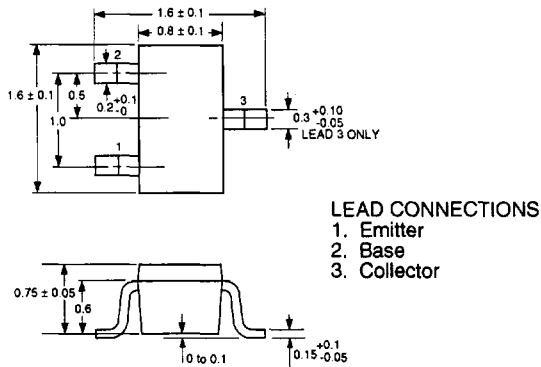 1.6 ± 0.1
0.8 ± 0.1
2
1.6 ± 0.1
0.5
1.0
0.2 +0.1 -0
1
3
0.3 +0.10 -0.05
LEAD 3 ONLY
LEAD CONNECTIONS
1. Emitter
2. Base
3. Collector
0.75 ± 0.05
0.6
0 to 0.1
0.15 +0.1 -0.05